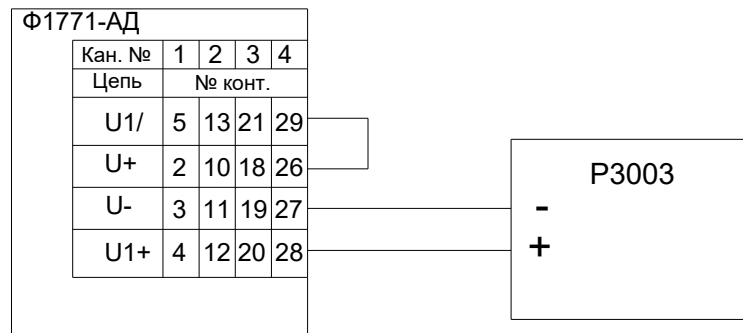 Ф1771-АД
Кан. № 1 2 3 4
Цепь № конт.
U1/ 5 13 21 29
U+ 2 10 18 26
U- 3 11 19 27
U1+ 4 12 20 28
Р3003
-
+